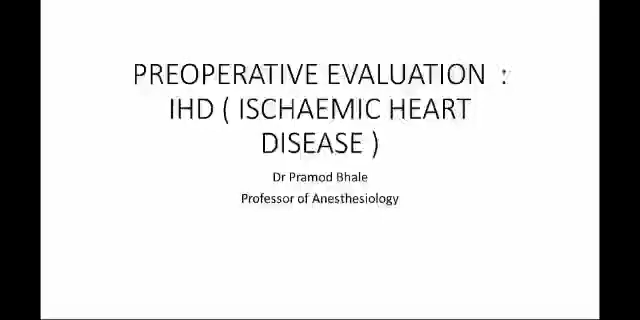 PREOPERATIVE EVALUATION :
IHD ( ISCHAEMIC HEART
DISEASE )
Dr Pramod Bhale
Professor of Anesthesiology